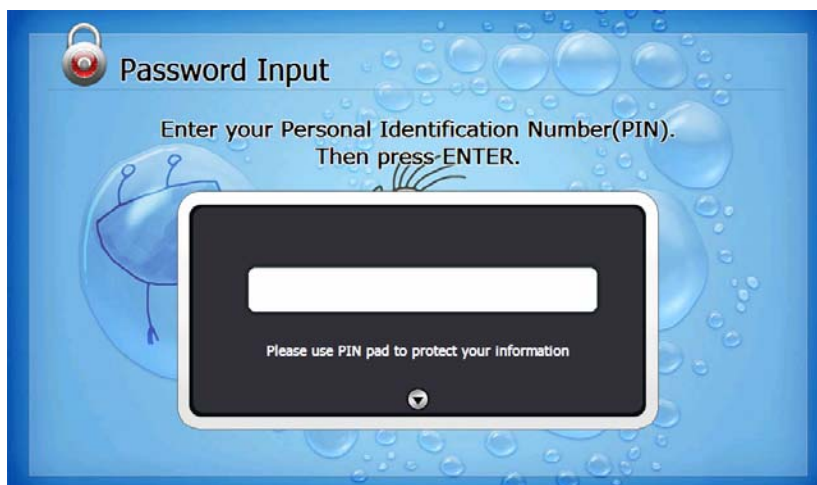 Password Input
Enter your Personal Identification Number(PIN).
Then press ENTER.
Please use PIN pad to protect your information